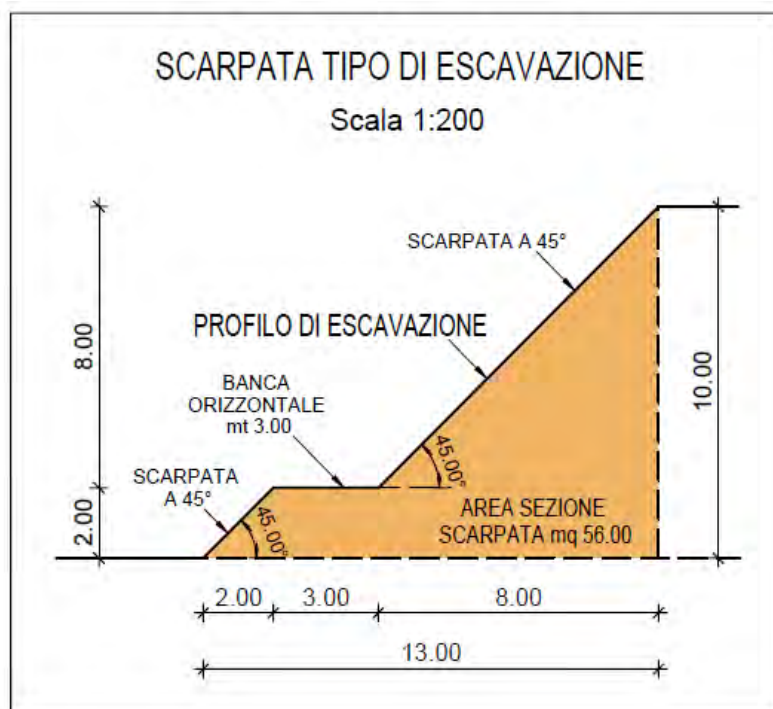 SCARPATA TIPO DI ESCAVAZIONE
Scala 1:200
SCARPATA A 45°
PROFILO DI ESCAVAZIONE
8.00
BANCA
ORIZZONTALE
mt 3.00
10.00
SCARPATA
A 45°
45.00°
45.00°
AREA SEZIONE
SCARPATA mq 56.00
2.00
2.00
3.00
8.00
13.00